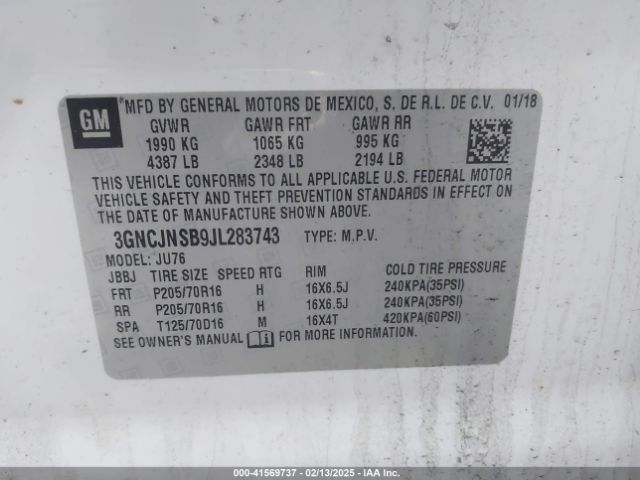 GM
*MFD BY GENERAL MOTORS DE MEXICO, S. DE R.L. DE C.V. 01/18
GVWR GAWR FRT GAWR RR
1990 KG 1065 KG 995 KG
4387 LB 2348 LB 2194 LB
THIS VEHICLE CONFORMS TO ALL APPLICABLE U.S. FEDERAL MOTOR
VEHICLE SAFETY AND THEFT PREVENTION STANDARDS IN EFFECT ON
THE DATE OF MANUFACTURE SHOWN ABOVE.
3GNCJNSB9JL283743 TYPE: M.P.V.
MODEL: JU76
JBBJ TIRE SIZE SPEED RTG RIM COLD TIRE PRESSURE
FRT P205/70R16 H 16X6.5J 240KPA(35PSI)
RR P205/70R16 H 16X6.5J 240KPA(35PSI)
SPA T125/70D16 M 16X4T 420KPA(60PSI)
SEE OWNER'S MANUAL FOR MORE INFORMATION
000-41569737 - 02/13/2025 - IAA Inc.